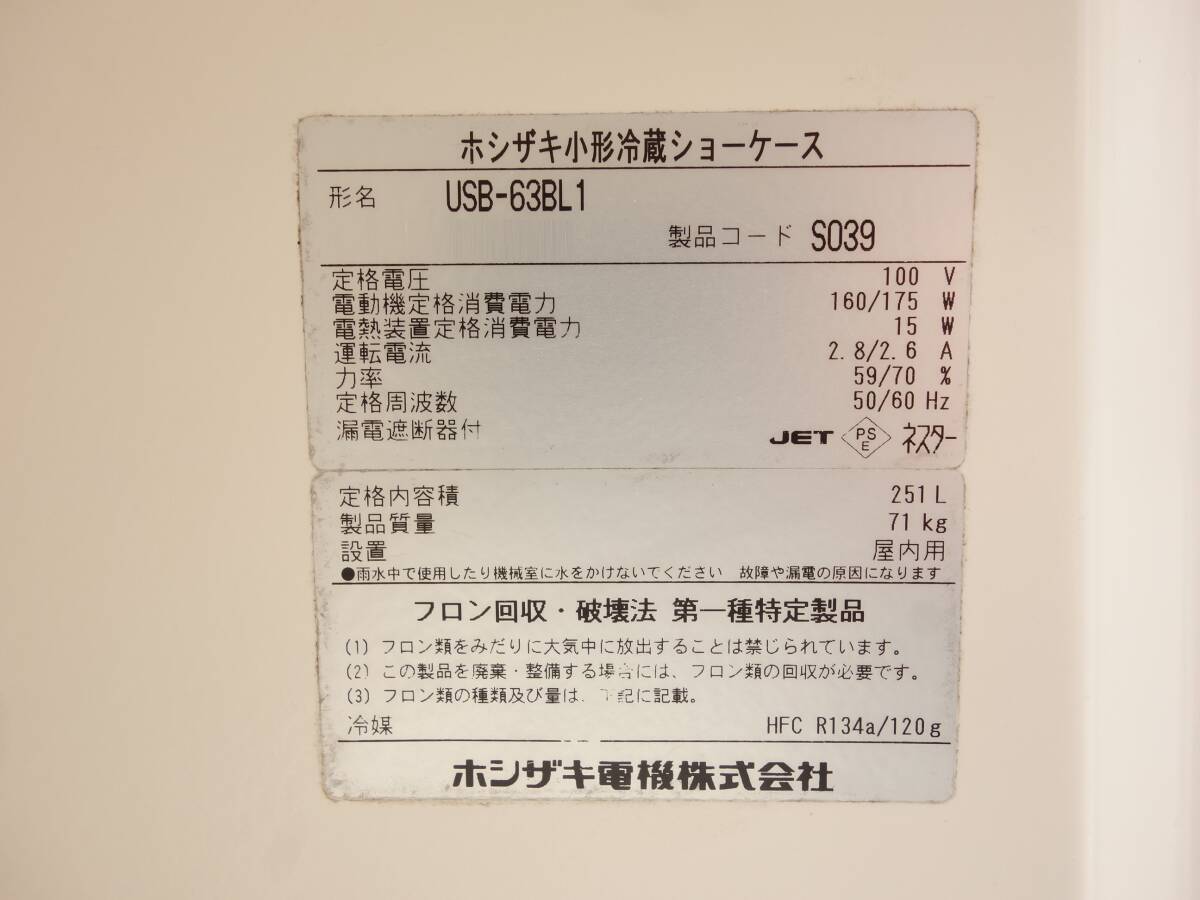 ホシザキ小形冷蔵ショーケース
形名 USB-63BL1
製品コード S039
定格電圧 100 V
電動機定格消費電力 160/175 W
電熱装置定格消費電力 15 W
運転電流 2.8/2.6 A
力率 59/70 %
定格周波数 50/60 Hz
漏電遮断器付 JET PS E ネスター
定格内容積 251 L
製品質量 71 kg
設置 屋内用
●雨水中で使用したり機械室に水をかけないでください 故障や漏電の原因になります
フロン回収・破壊法 第一種特定製品
(1) フロン類をみだりに大気中に放出することは禁じられています。
(2) この製品を廃棄・整備する場合には、フロン類の回収が必要です。
(3) フロン類の種類及び量は、下記に記載。
冷媒 HFC R134a/120g
ホシザキ電機株式会社